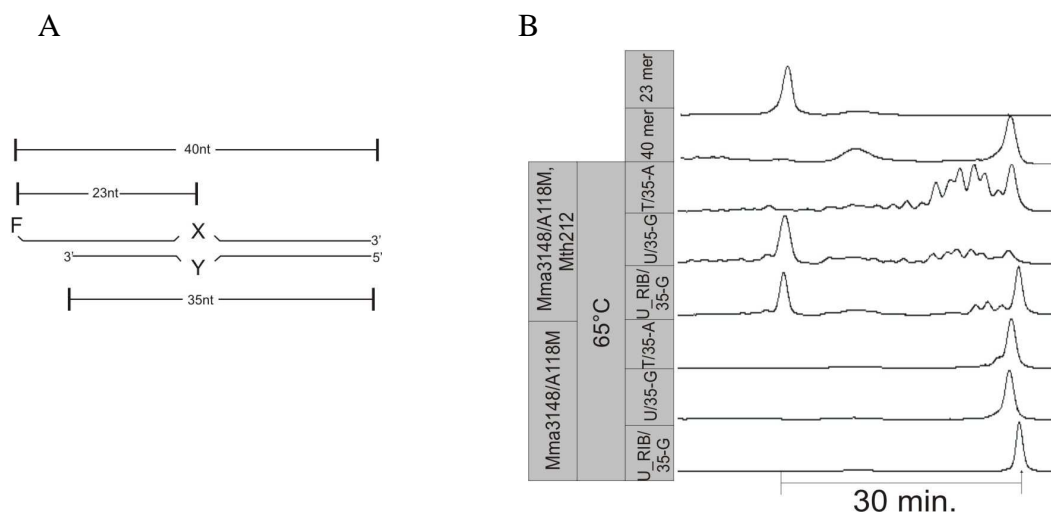 A
40nt
23nt
F
X
3'
3'
Y
5'
35nt
B
23 mer
40 mer
Mma3148/A118M,
Mth212
T/35-A
U/35-G
U_RIB/
35-G
65°C
Mma3148/A118M
T/35-A
U/35-G
U_RIB/
35-G
30 min.